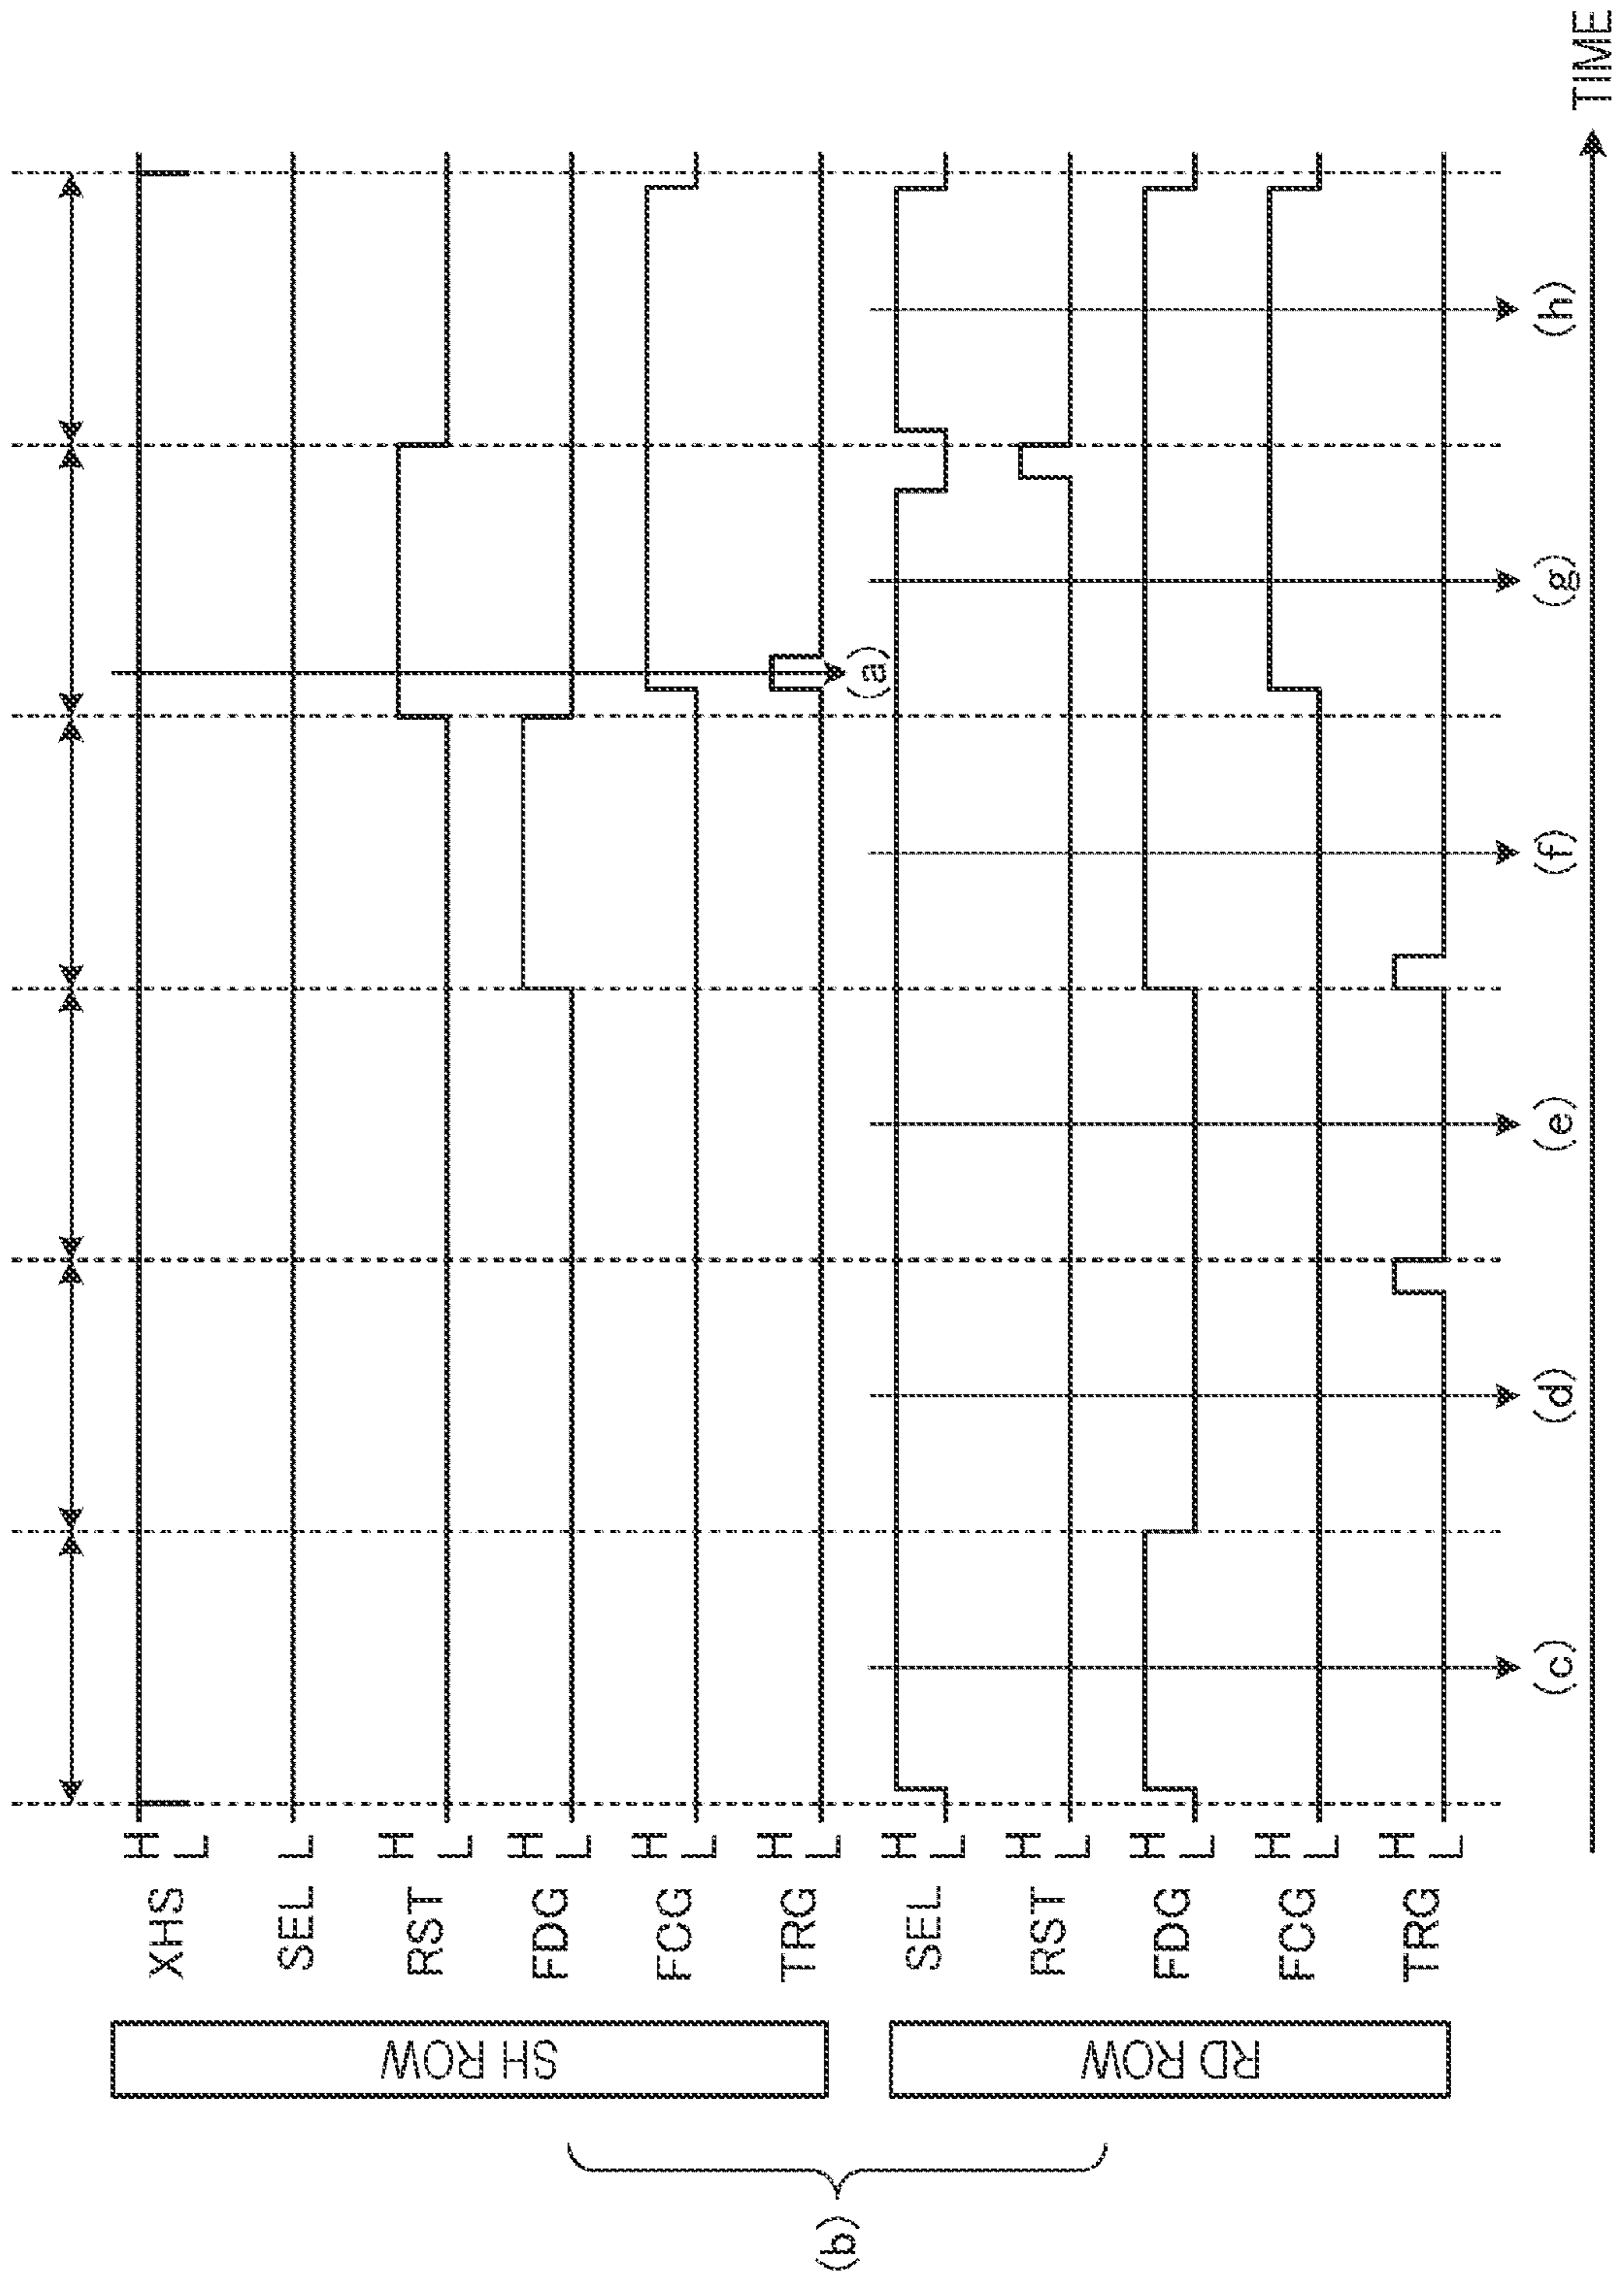 (b)
SH ROW
XHS H L
SEL L
RST H L
FDG H L
FCG H L
TRG H L
(a)
RD ROW
SEL H L
RST H L
FDG H L
FCG H L
TRG H L
(c) (d) (e) (f) (g) (h)
TIME